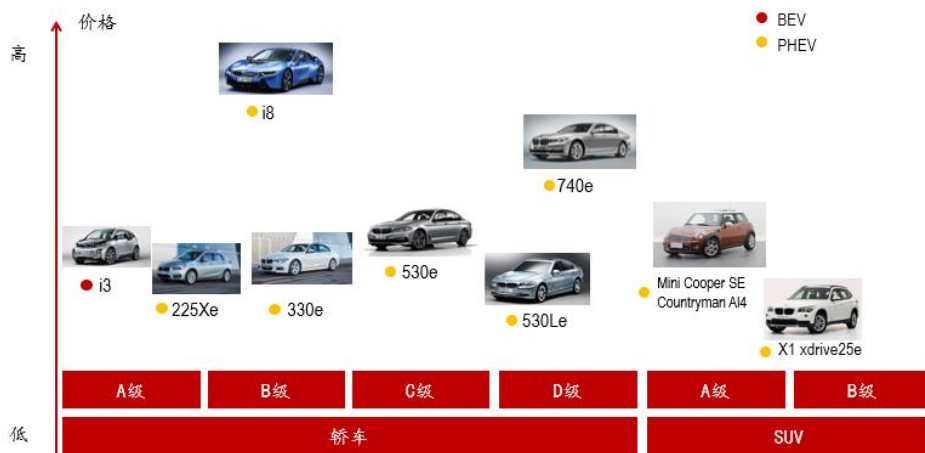 价格
高
BEV
PHEV
i8
740e
i3
225Xe
330e
530e
530Le
Mini Cooper SE
Countryman Al4
X1 xdrive25e
A级
B级
C级
D级
A级
B级
低
轿车
SUV